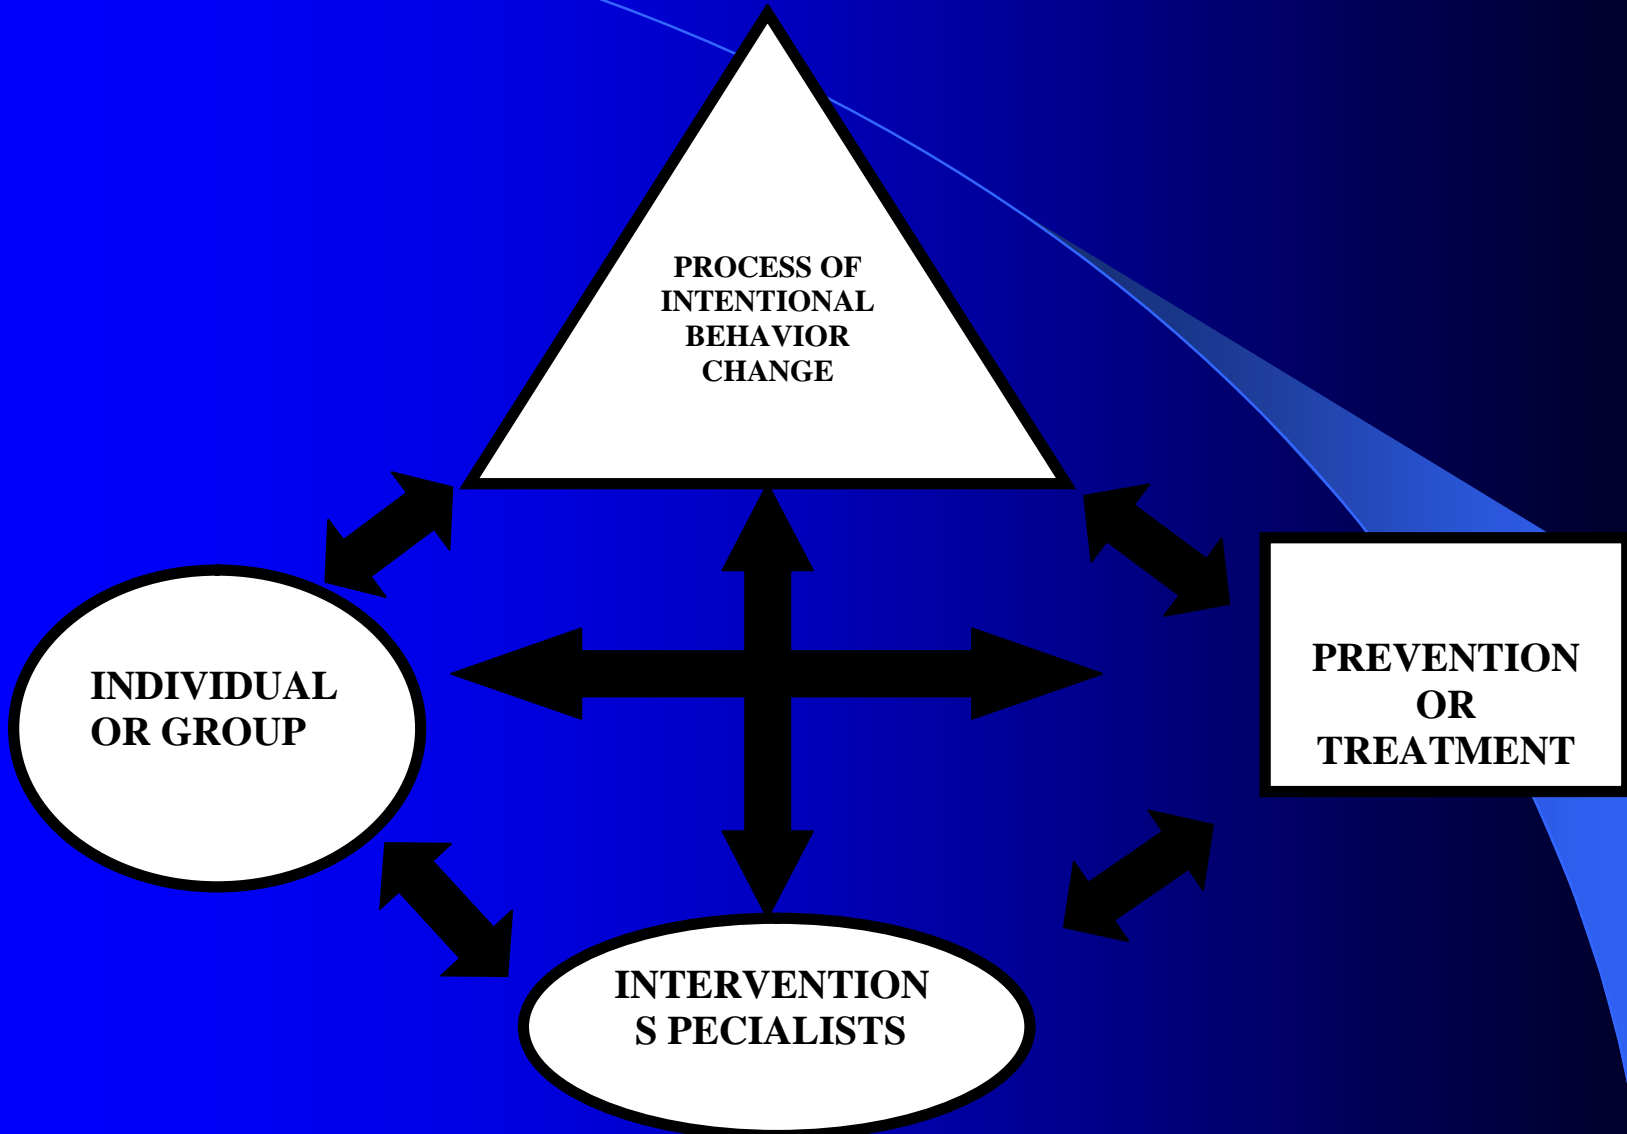 PROCESS OF
INTENTIONAL
BEHAVIOR
CHANGE
INDIVIDUAL
OR GROUP
PREVENTION
OR
TREATMENT
INTERVENTION
S PECIALISTS